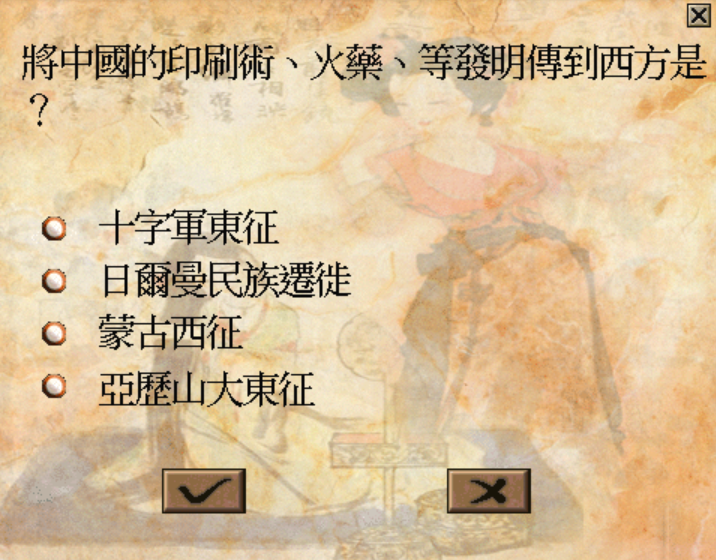 將中國的印刷術、火藥、等發明傳到西方是
？
十字軍東征
日爾曼民族遷徙
蒙古西征
亞歷山大東征